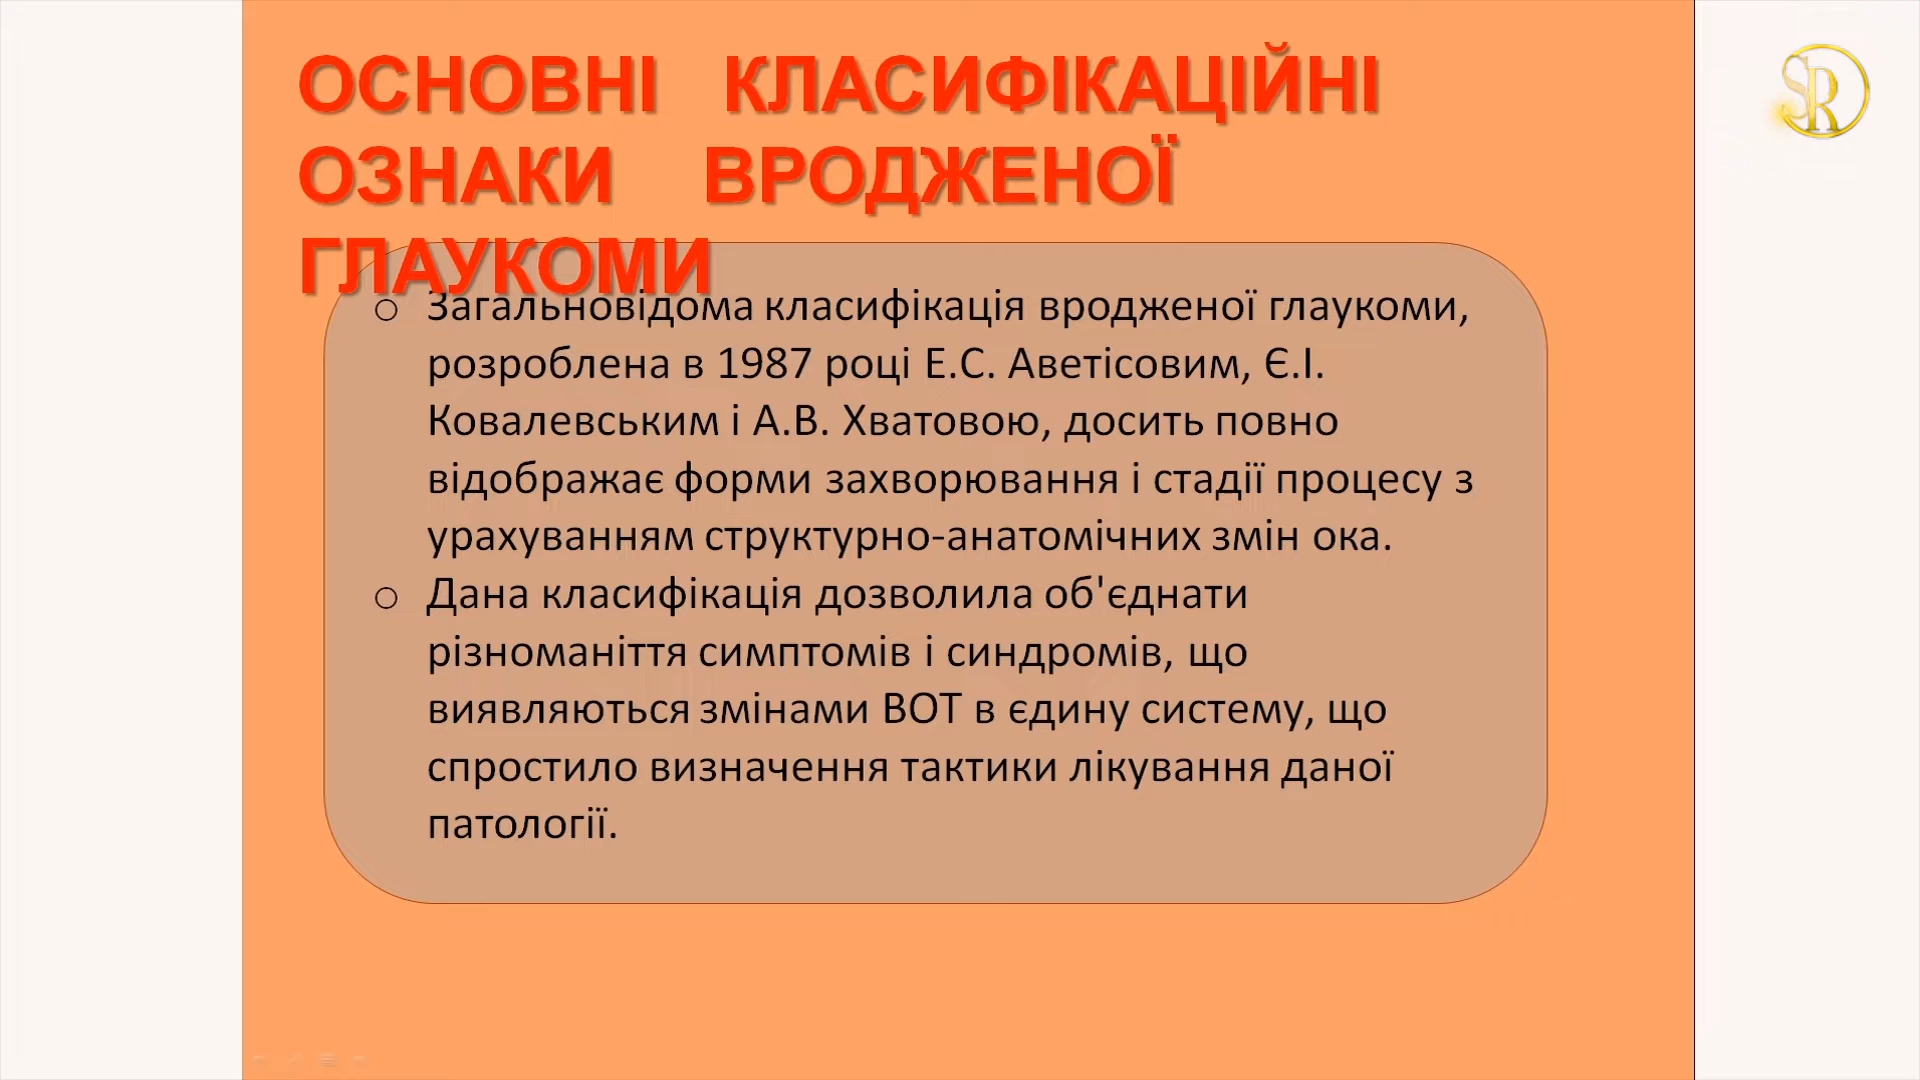 ОСНОВНІ КЛАСИФІКАЦІЙНІ
ОЗНАКИ ВРОДЖЕНОЇ
ГЛАУКОМИ
o Загальновідома класифікація вродженої глаукоми,
розроблена в 1987 році Е.С. Аветісовим, Є.І.
Ковалевським і А.В. Хватовою, досить повно
відображає форми захворювання і стадії процесу з
урахуванням структурно-анатомічних змін ока.
o Дана класифікація дозволила об'єднати
різноманіття симптомів і синдромів, що
виявляються змінами ВОТ в єдину систему, що
спростило визначення тактики лікування даної
патології.
SR